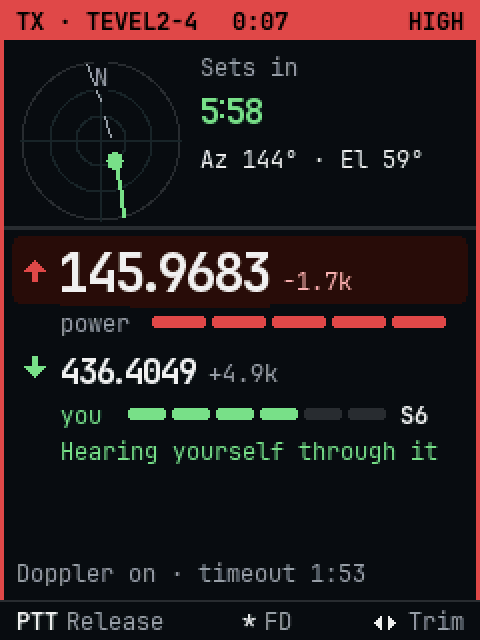 TX · TEVEL2-4 0:07 HIGH
N
Sets in
5:58
Az 144° · El 59°
145.9683 -1.7k
power
436.4049 +4.9k
you S6
Hearing yourself through it
Doppler on · timeout 1:53
PTT Release * FD Trim